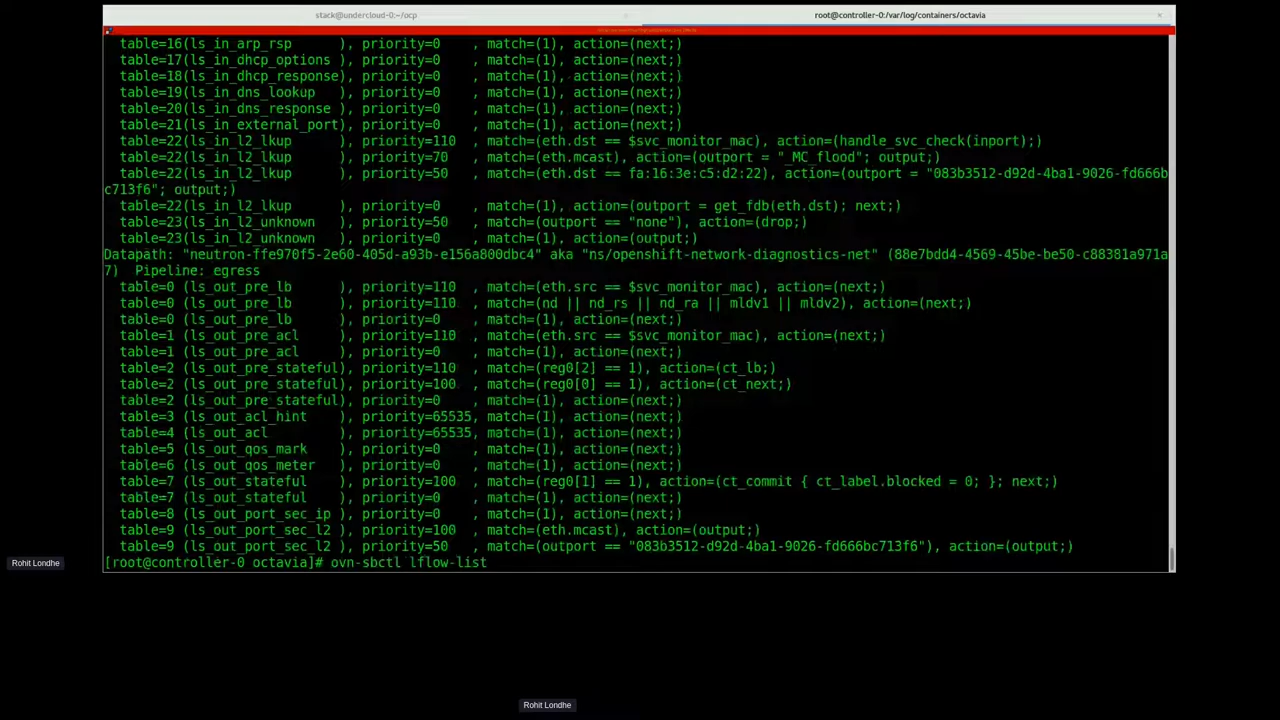 stack@undercloud-0:~/ocp
root@controller-0:/var/log/containers/octavia
table=16(ls_in_arp_rsp      ), priority=0    , match=(1), action=(next;)
table=17(ls_in_dhcp_options ), priority=0    , match=(1), action=(next;)
table=18(ls_in_dhcp_response), priority=0    , match=(1), action=(next;)
table=19(ls_in_dns_lookup   ), priority=0    , match=(1), action=(next;)
table=20(ls_in_dns_response ), priority=0    , match=(1), action=(next;)
table=21(ls_in_external_port), priority=0    , match=(1), action=(next;)
table=22(ls_in_l2_lkup      ), priority=110  , match=(eth.dst == $svc_monitor_mac), action=(handle_svc_check(inport);)
table=22(ls_in_l2_lkup      ), priority=70   , match=(eth.mcast), action=(outport = "_MC_flood"; output;)
table=22(ls_in_l2_lkup      ), priority=50   , match=(eth.dst == fa:16:3e:c5:d2:22), action=(outport = "083b3512-d92d-4ba1-9026-fd666b
c713f6"; output;)
table=22(ls_in_l2_lkup      ), priority=0    , match=(1), action=(outport = get_fdb(eth.dst); next;)
table=23(ls_in_l2_unknown   ), priority=50   , match=(outport == "none"), action=(drop;)
table=23(ls_in_l2_unknown   ), priority=0    , match=(1), action=(output;)
Datapath: "neutron-ffe970f5-2e60-405d-a93b-e156a800dbc4" aka "ns/openshift-network-diagnostics-net" (88e7bdd4-4569-45be-be50-c88381a971a
7)  Pipeline: egress
table=0 (ls_out_pre_lb      ), priority=110  , match=(eth.src == $svc_monitor_mac), action=(next;)
table=0 (ls_out_pre_lb      ), priority=110  , match=(nd || nd_rs || nd_ra || mldv1 || mldv2), action=(next;)
table=0 (ls_out_pre_lb      ), priority=0    , match=(1), action=(next;)
table=1 (ls_out_pre_acl     ), priority=110  , match=(eth.src == $svc_monitor_mac), action=(next;)
table=1 (ls_out_pre_acl     ), priority=0    , match=(1), action=(next;)
table=2 (ls_out_pre_stateful), priority=110  , match=(reg0[2] == 1), action=(ct_lb;)
table=2 (ls_out_pre_stateful), priority=100  , match=(reg0[0] == 1), action=(ct_next;)
table=2 (ls_out_pre_stateful), priority=0    , match=(1), action=(next;)
table=3 (ls_out_acl_hint    ), priority=65535, match=(1), action=(next;)
table=4 (ls_out_acl         ), priority=65535, match=(1), action=(next;)
table=5 (ls_out_qos_mark    ), priority=0    , match=(1), action=(next;)
table=6 (ls_out_qos_meter   ), priority=0    , match=(1), action=(next;)
table=7 (ls_out_stateful    ), priority=100  , match=(reg0[1] == 1), action=(ct_commit { ct_label.blocked = 0; }; next;)
table=7 (ls_out_stateful    ), priority=0    , match=(1), action=(next;)
table=8 (ls_out_port_sec_ip ), priority=0    , match=(1), action=(next;)
table=9 (ls_out_port_sec_l2 ), priority=100  , match=(eth.mcast), action=(output;)
table=9 (ls_out_port_sec_l2 ), priority=50   , match=(outport == "083b3512-d92d-4ba1-9026-fd666bc713f6"), action=(output;)
[root@controller-0 octavia]# ovn-sbctl lflow-list
Rohit Londhe
Rohit Londhe